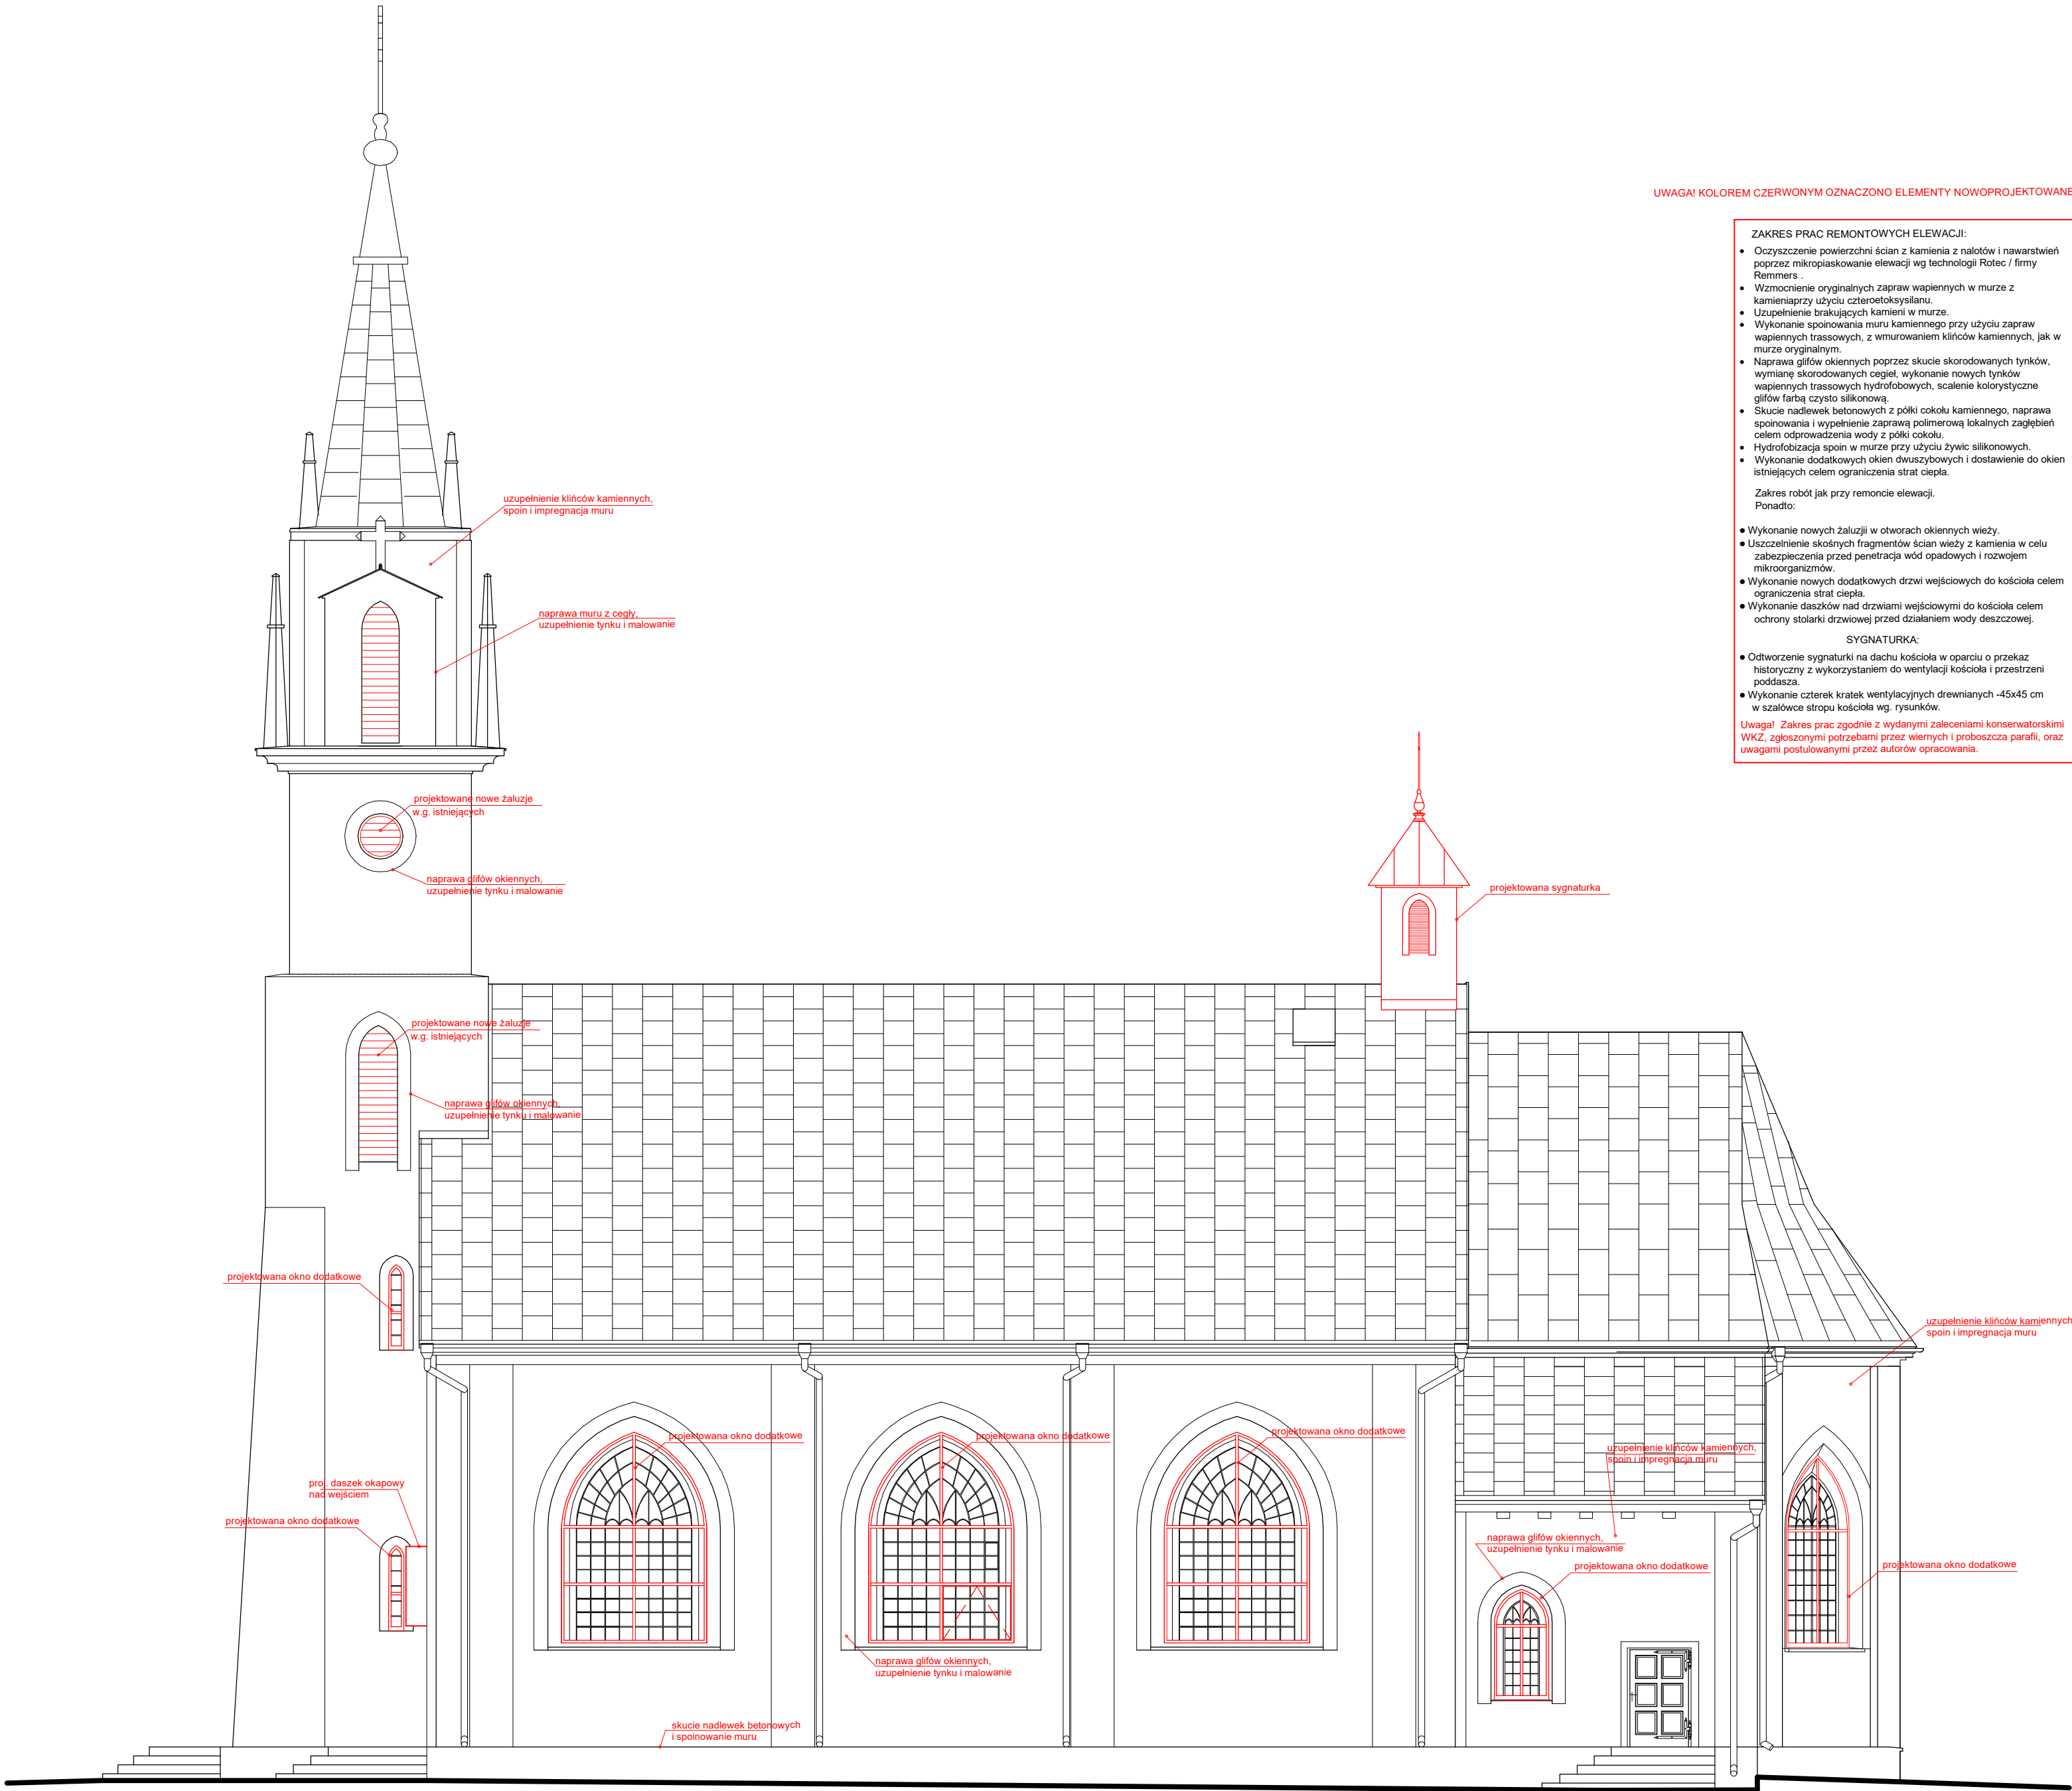 UWAGA! KOLOREM CZERWONYM OZNACZONO ELEMENTY NOWOPROJEKTOWANE
ZAKRES PRAC REMONTOWYCH ELEWACJI:
• Oczyszczenie powierzchni ścian z kamienia z nalotów i nawarstwień
poprzez mikropiaskowanie elewacji wg technologii Rotec / firmy
Remmers .
• Wzmocnienie oryginalnych zapraw wapiennych w murze z
kamieniaprzy użyciu czteroetoksysilanu.
• Uzupełnienie brakujących kamieni w murze.
• Wykonanie spoinowania muru kamiennego przy użyciu zapraw
wapiennych trassowych, z wmurowaniem klińców kamiennych, jak w
murze oryginalnym.
• Naprawa glifów okiennych poprzez skucie skorodowanych tynków,
wymianę skorodowanych cegieł, wykonanie nowych tynków
wapiennych trassowych hydrofobowych, scalenie kolorystyczne
glifów farbą czysto silikonową.
• Skucie nadlewek betonowych z półki cokołu kamiennego, naprawa
spoinowania i wypełnienie zaprawą polimerową lokalnych zagłębień
celem odprowadzenia wody z półki cokołu.
• Hydrofobizacja spoin w murze przy użyciu żywic silikonowych.
• Wykonanie dodatkowych okien dwuszybowych i dostawienie do okien
istniejących celem ograniczenia strat ciepła.
Zakres robót jak przy remoncie elewacji.
Ponadto:
● Wykonanie nowych żaluzjii w otworach okiennych wieży.
● Uszczelnienie skośnych fragmentów ścian wieży z kamienia w celu
zabezpieczenia przed penetracja wód opadowych i rozwojem
mikroorganizmów.
● Wykonanie nowych dodatkowych drzwi wejściowych do kościoła celem
ograniczenia strat ciepła.
● Wykonanie daszków nad drzwiami wejściowymi do kościoła celem
ochrony stolarki drzwiowej przed działaniem wody deszczowej.
SYGNATURKA:
● Odtworzenie sygnaturki na dachu kościoła w oparciu o przekaz
historyczny z wykorzystaniem do wentylacji kościoła i przestrzeni
poddasza.
● Wykonanie czterek kratek wentylacyjnych drewnianych -45x45 cm
w szalówce stropu kościoła wg. rysunków.
Uwaga! Zakres prac zgodnie z wydanymi zaleceniami konserwatorskimi
WKZ, zgłoszonymi potrzebami przez wiernych i proboszcza parafii, oraz
uwagami postulowanymi przez autorów opracowania.
uzupełnienie klińców kamiennych,
spoin i impregnacja muru
naprawa muru z cegły,
uzupełnienie tynku i malowanie
projektowane nowe żaluzje
w.g. istniejących
naprawa glifów okiennych,
uzupełnienie tynku i malowanie
projektowana sygnaturka
projektowane nowe żaluzje
w.g. istniejących
naprawa glifów okiennych,
uzupełnienie tynku i malowanie
projektowana okno dodatkowe
uzupełnienie klińców kamiennych
spoin i impregnacja muru
projektowana okno dodatkowe
projektowana okno dodatkowe
projektowana okno dodatkowe
uzupełnienie klińców kamiennych,
spoin i impregnacja muru
proj. daszek okapowy
nad wejściem
projektowana okno dodatkowe
naprawa glifów okiennych,
uzupełnienie tynku i malowanie
projektowana okno dodatkowe
projektowana okno dodatkowe
naprawa glifów okiennych,
uzupełnienie tynku i malowanie
skucie nadlewek betonowych
i spoinowanie muru